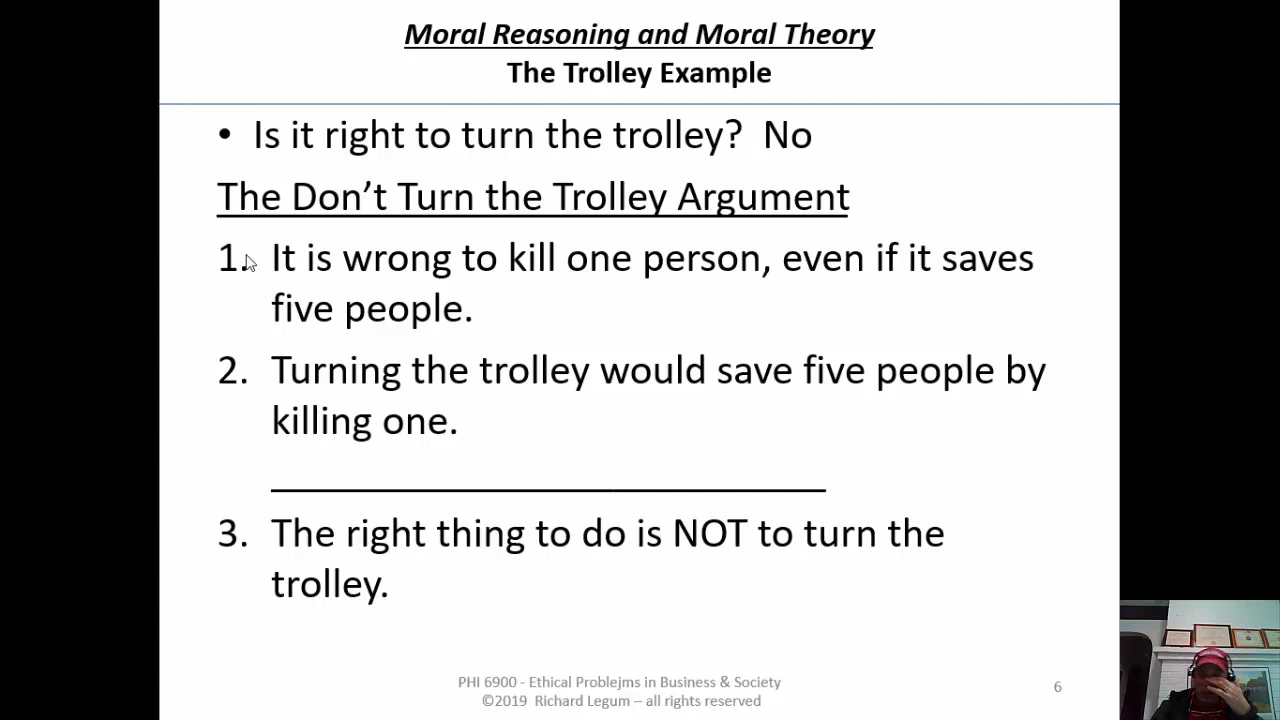 Moral Reasoning and Moral Theory
The Trolley Example
• Is it right to turn the trolley? No
The Don't Turn the Trolley Argument
1. It is wrong to kill one person, even if it saves
five people.
2. Turning the trolley would save five people by
killing one.
3. The right thing to do is NOT to turn the
trolley.
PHI 6900 - Ethical Problejms in Business & Society
©2019 Richard Legum – all rights reserved
6